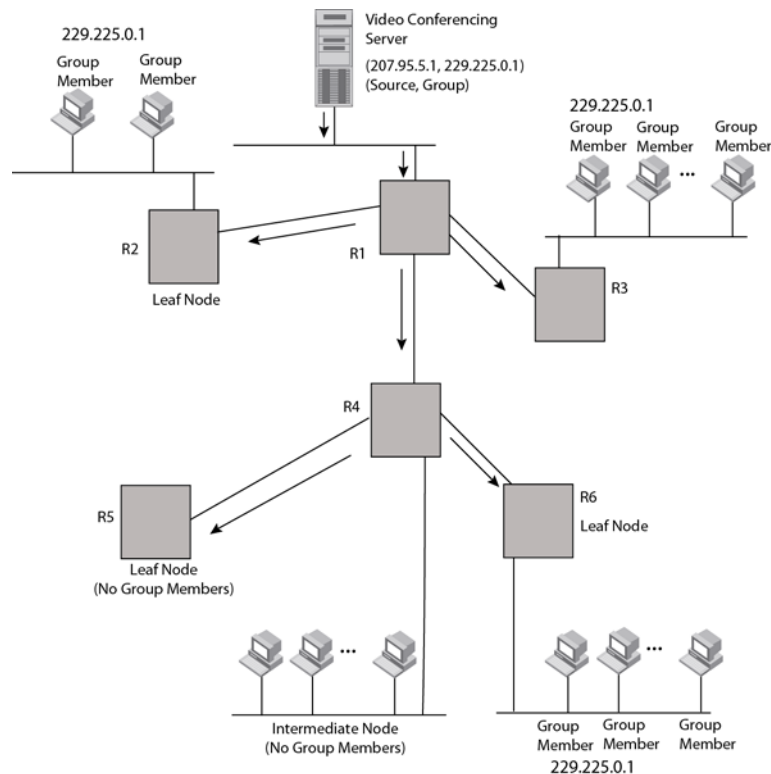 Video Conferencing
Server
(207.95.5.1, 229.225.0.1)
(Source, Group)
229.225.0.1
Group
Member
Group
Member
229.225.0.1
Group
Member
Group
Member
...
Group
Member
R2
Leaf Node
R1
R3
R4
R5
Leaf Node
(No Group Members)
R6
Leaf Node
...
Intermediate Node
(No Group Members)
...
Group
Member
Group
Member
Group
Member
229.225.0.1